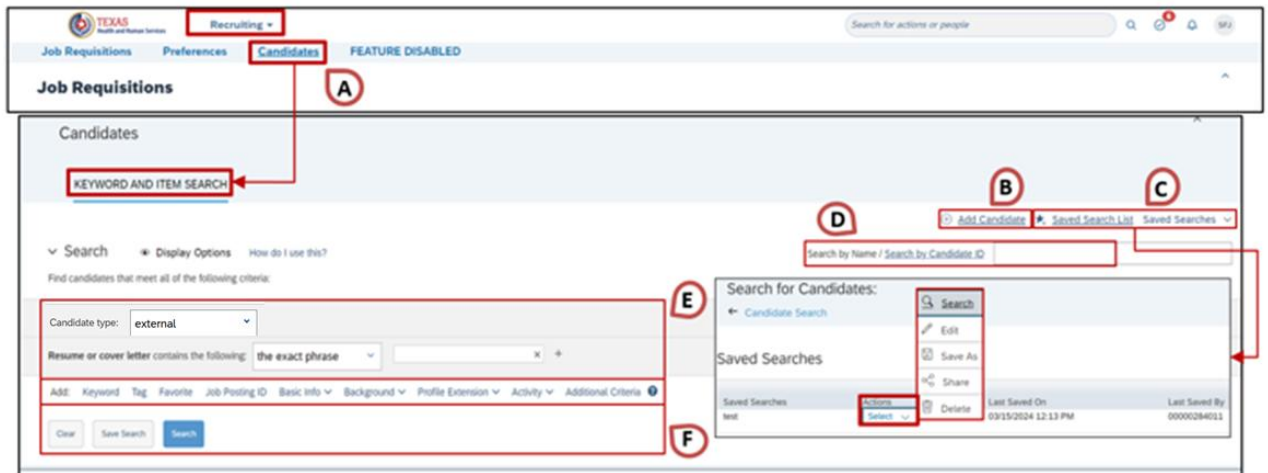 TEXAS
Health and Human Services
Recruiting
Search for actions or people
6
SFJ
Job Requisitions Preferences Candidates FEATURE DISABLED
A
Job Requisitions
Candidates
KEYWORD AND ITEM SEARCH
B
C
D
Add Candidate Saved Search List Saved Searches
Search Display Options How do I use this?
Search by Name / Search by Candidate ID
Find candidates that meet all of the following criteria:
E
Candidate type: external
Resume or cover letter contains the following: the exact phrase
Add: Keyword Tag Favorite Job Posting ID Basic Info Background Profile Extension Activity Additional Criteria
Clear Save Search Search
F
Search for Candidates:
Candidate Search
Search
Edit
Save As
Share
Delete
Saved Searches
Saved Searches Actions Last Saved On Last Saved By
test Select 03/15/2024 12:13 PM 00000284011